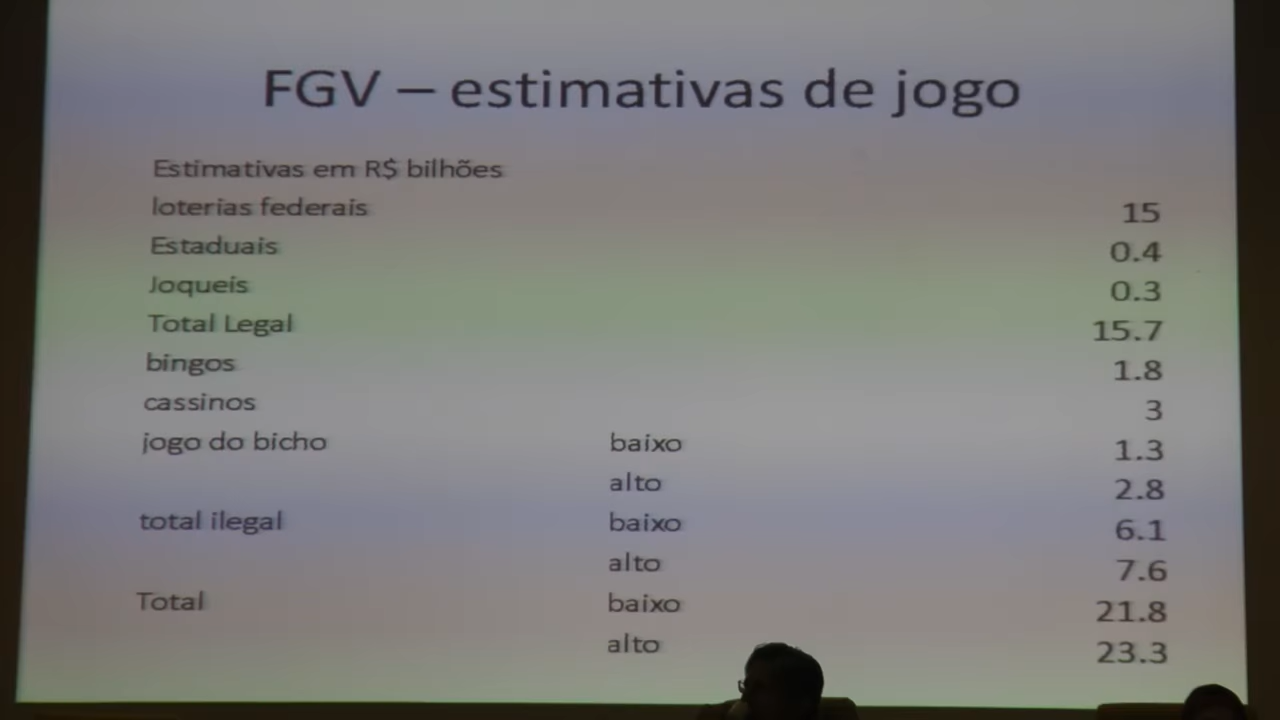 FGV – estimativas de jogo
Estimativas em R$ bilhões
loterias federais 15
Estaduais 0.4
Joqueis 0.3
Total Legal 15.7
bingos 1.8
cassinos 3
jogo do bicho baixo 1.3
alto 2.8
total ilegal baixo 6.1
alto 7.6
Total baixo 21.8
alto 23.3